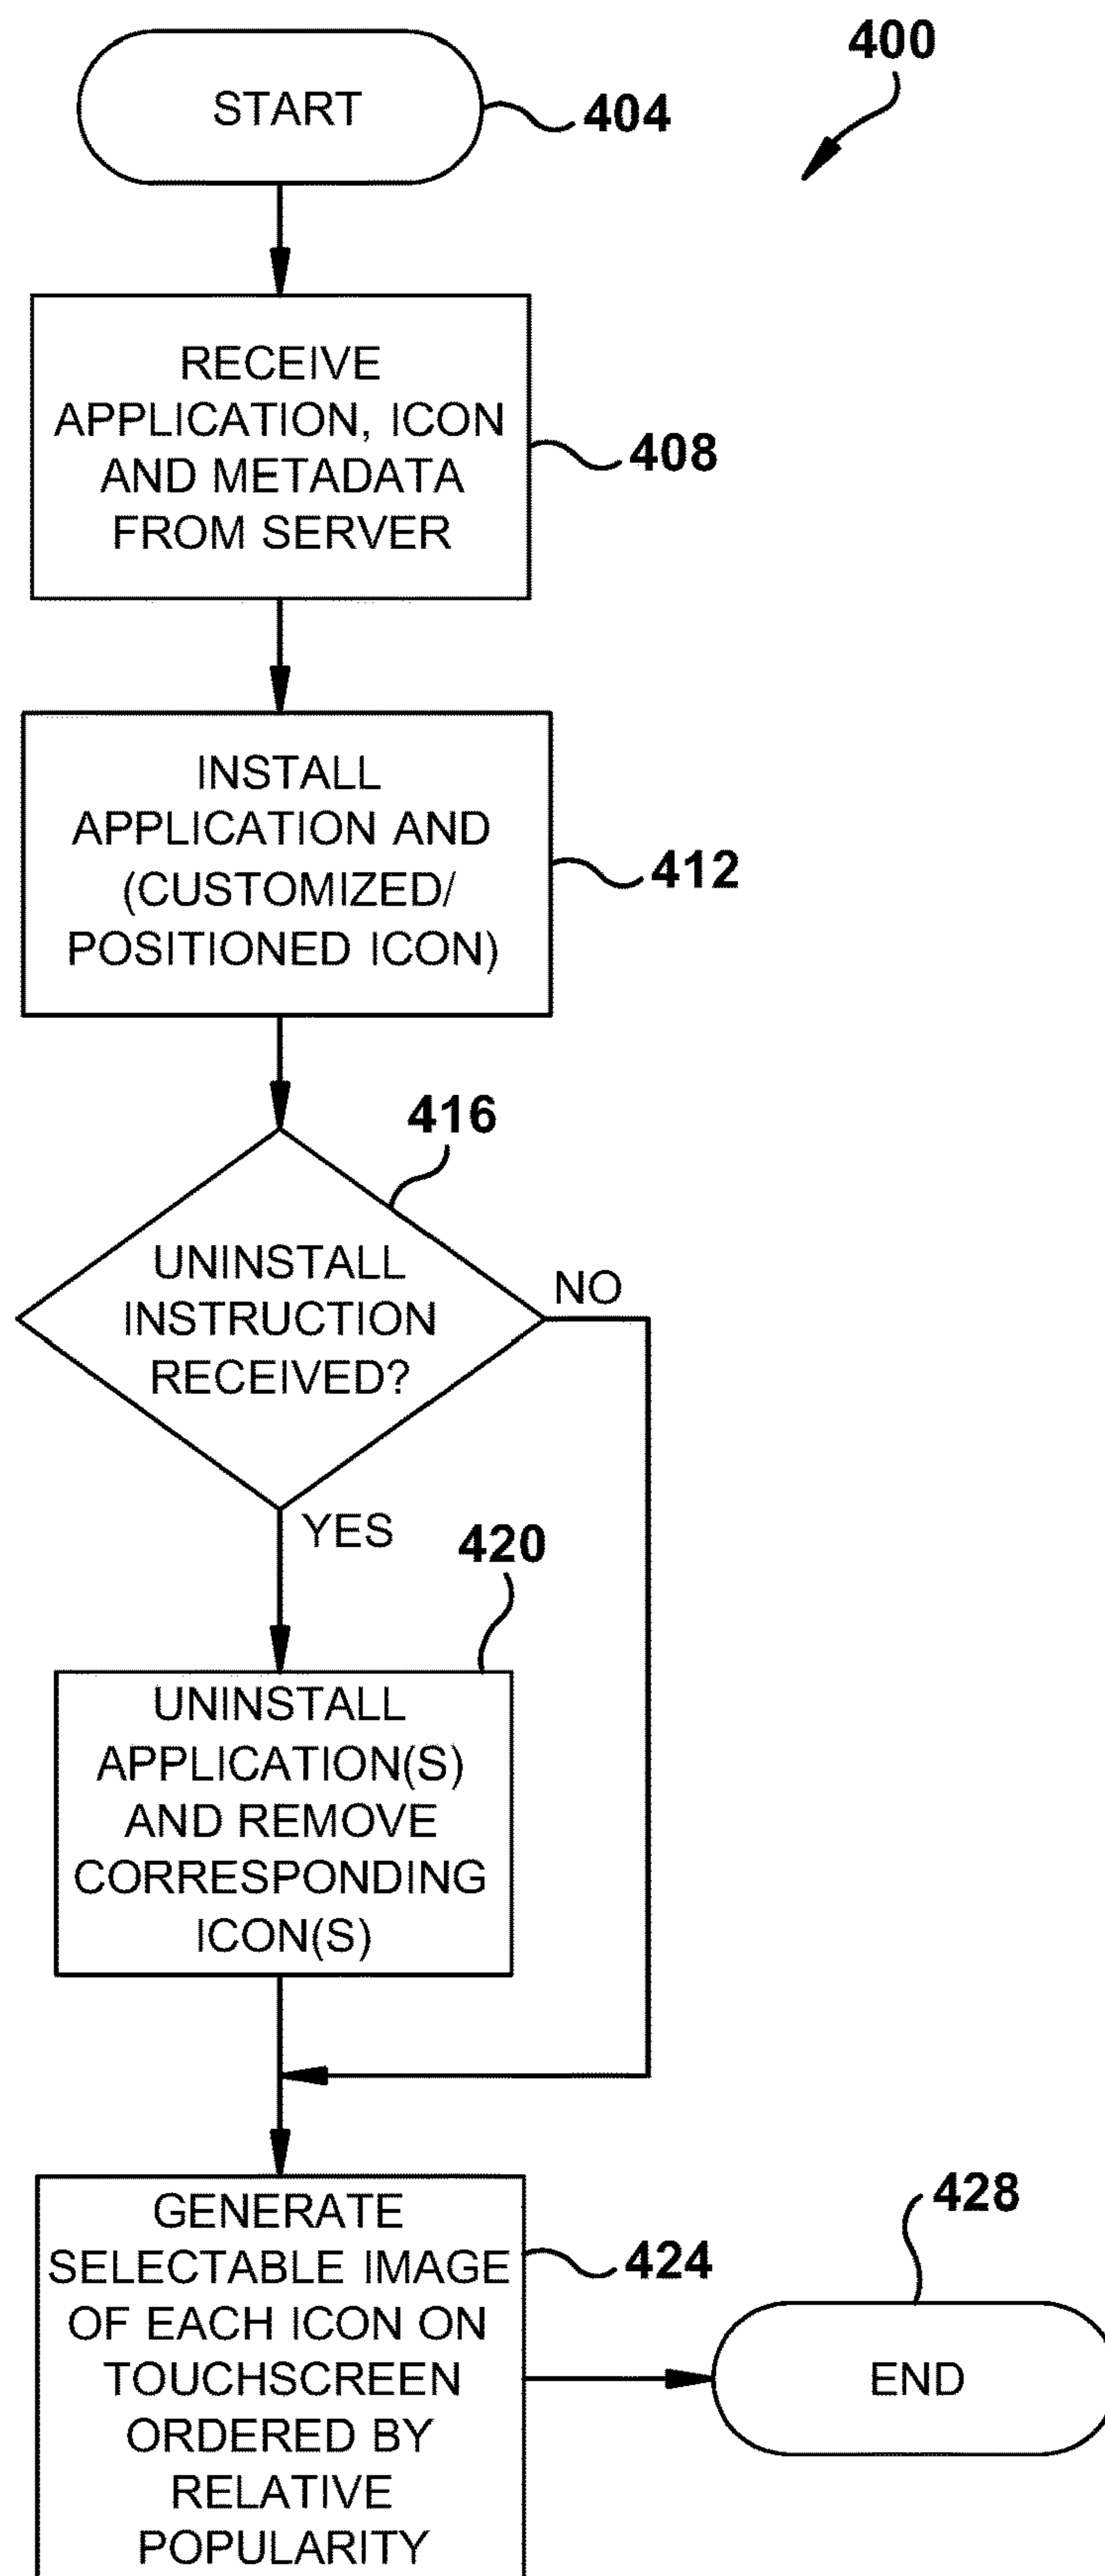 400
START
404
RECEIVE
APPLICATION, ICON
AND METADATA
FROM SERVER
408
INSTALL
APPLICATION AND
(CUSTOMIZED/
POSITIONED ICON)
412
416
UNINSTALL
INSTRUCTION
RECEIVED?
NO
YES
420
UNINSTALL
APPLICATION(S)
AND REMOVE
CORRESPONDING
ICON(S)
GENERATE
SELECTABLE IMAGE
OF EACH ICON ON
TOUCHSCREEN
ORDERED BY
RELATIVE
POPULARITY
424
428
END